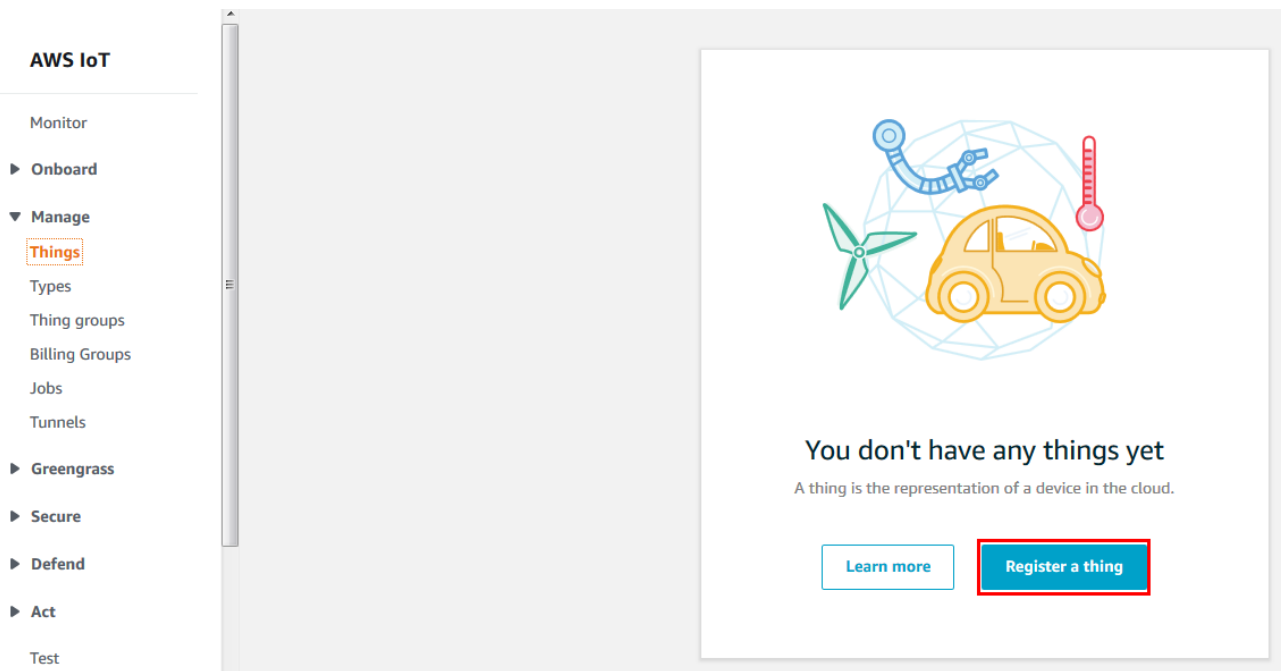 AWS IoT
Monitor
Onboard
Manage
Things
Types
Thing groups
Billing Groups
Jobs
Tunnels
Greengrass
Secure
Defend
Act
Test
You don't have any things yet
A thing is the representation of a device in the cloud.
Learn more
Register a thing